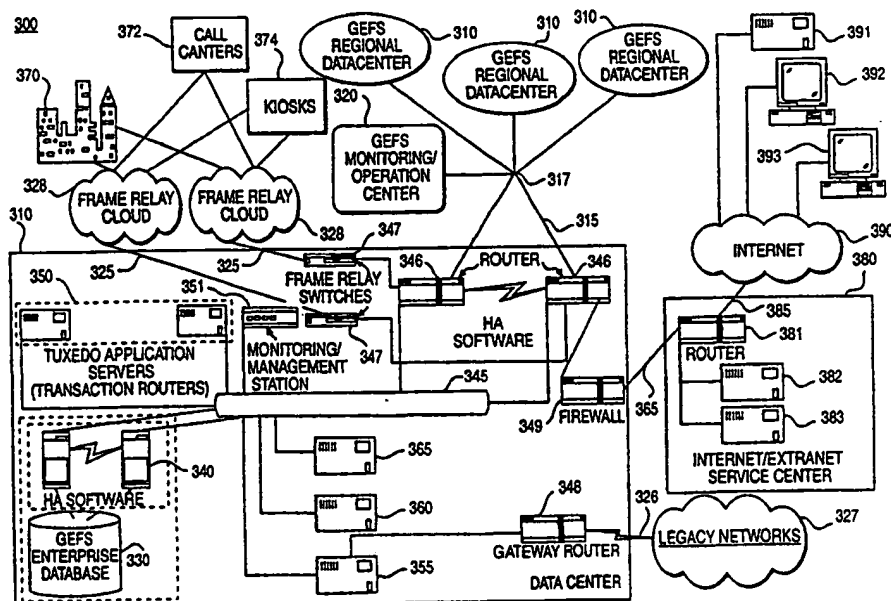 300
372
CALL
CANTERS
374
370
KIOSKS
GEFS
REGIONAL
DATACENTER
310
310
GEFS
REGIONAL
DATACENTER
310
GEFS
REGIONAL
DATACENTER
320
GEFS
MONITORING/
OPERATION
CENTER
317
315
391
392
393
INTERNET
390
380
328
FRAME RELAY
CLOUD
FRAME RELAY
CLOUD
328
310
325
325
347
FRAME RELAY
SWITCHES
347
346
ROUTER
346
HA
SOFTWARE
350
351
TUXEDO APPLICATION
SERVERS
(TRANSACTION ROUTERS)
MONITORING/
MANAGEMENT
STATION
345
349
FIREWALL
365
385
381
ROUTER
382
383
INTERNET/EXTRANET
SERVICE CENTER
340
HA SOFTWARE
GEFS
ENTERPRISE
DATABASE
330
365
360
355
348
GATEWAY ROUTER
326
LEGACY NETWORKS
327
DATA CENTER